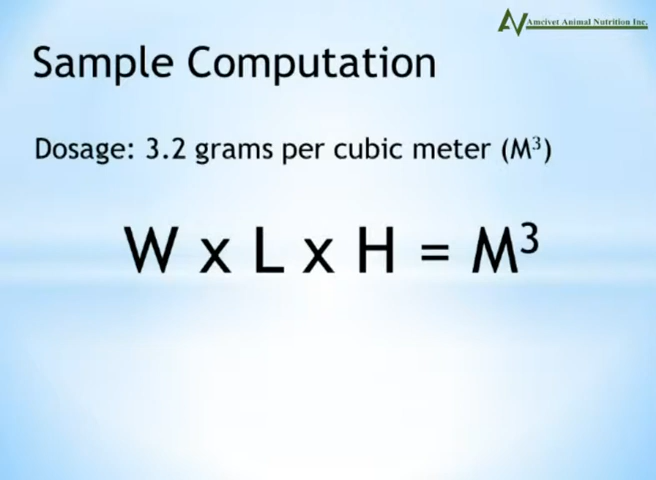 Amcivet Animal Nutrition Inc.
Sample Computation
Dosage: 3.2 grams per cubic meter (M³)
W x L x H = M³